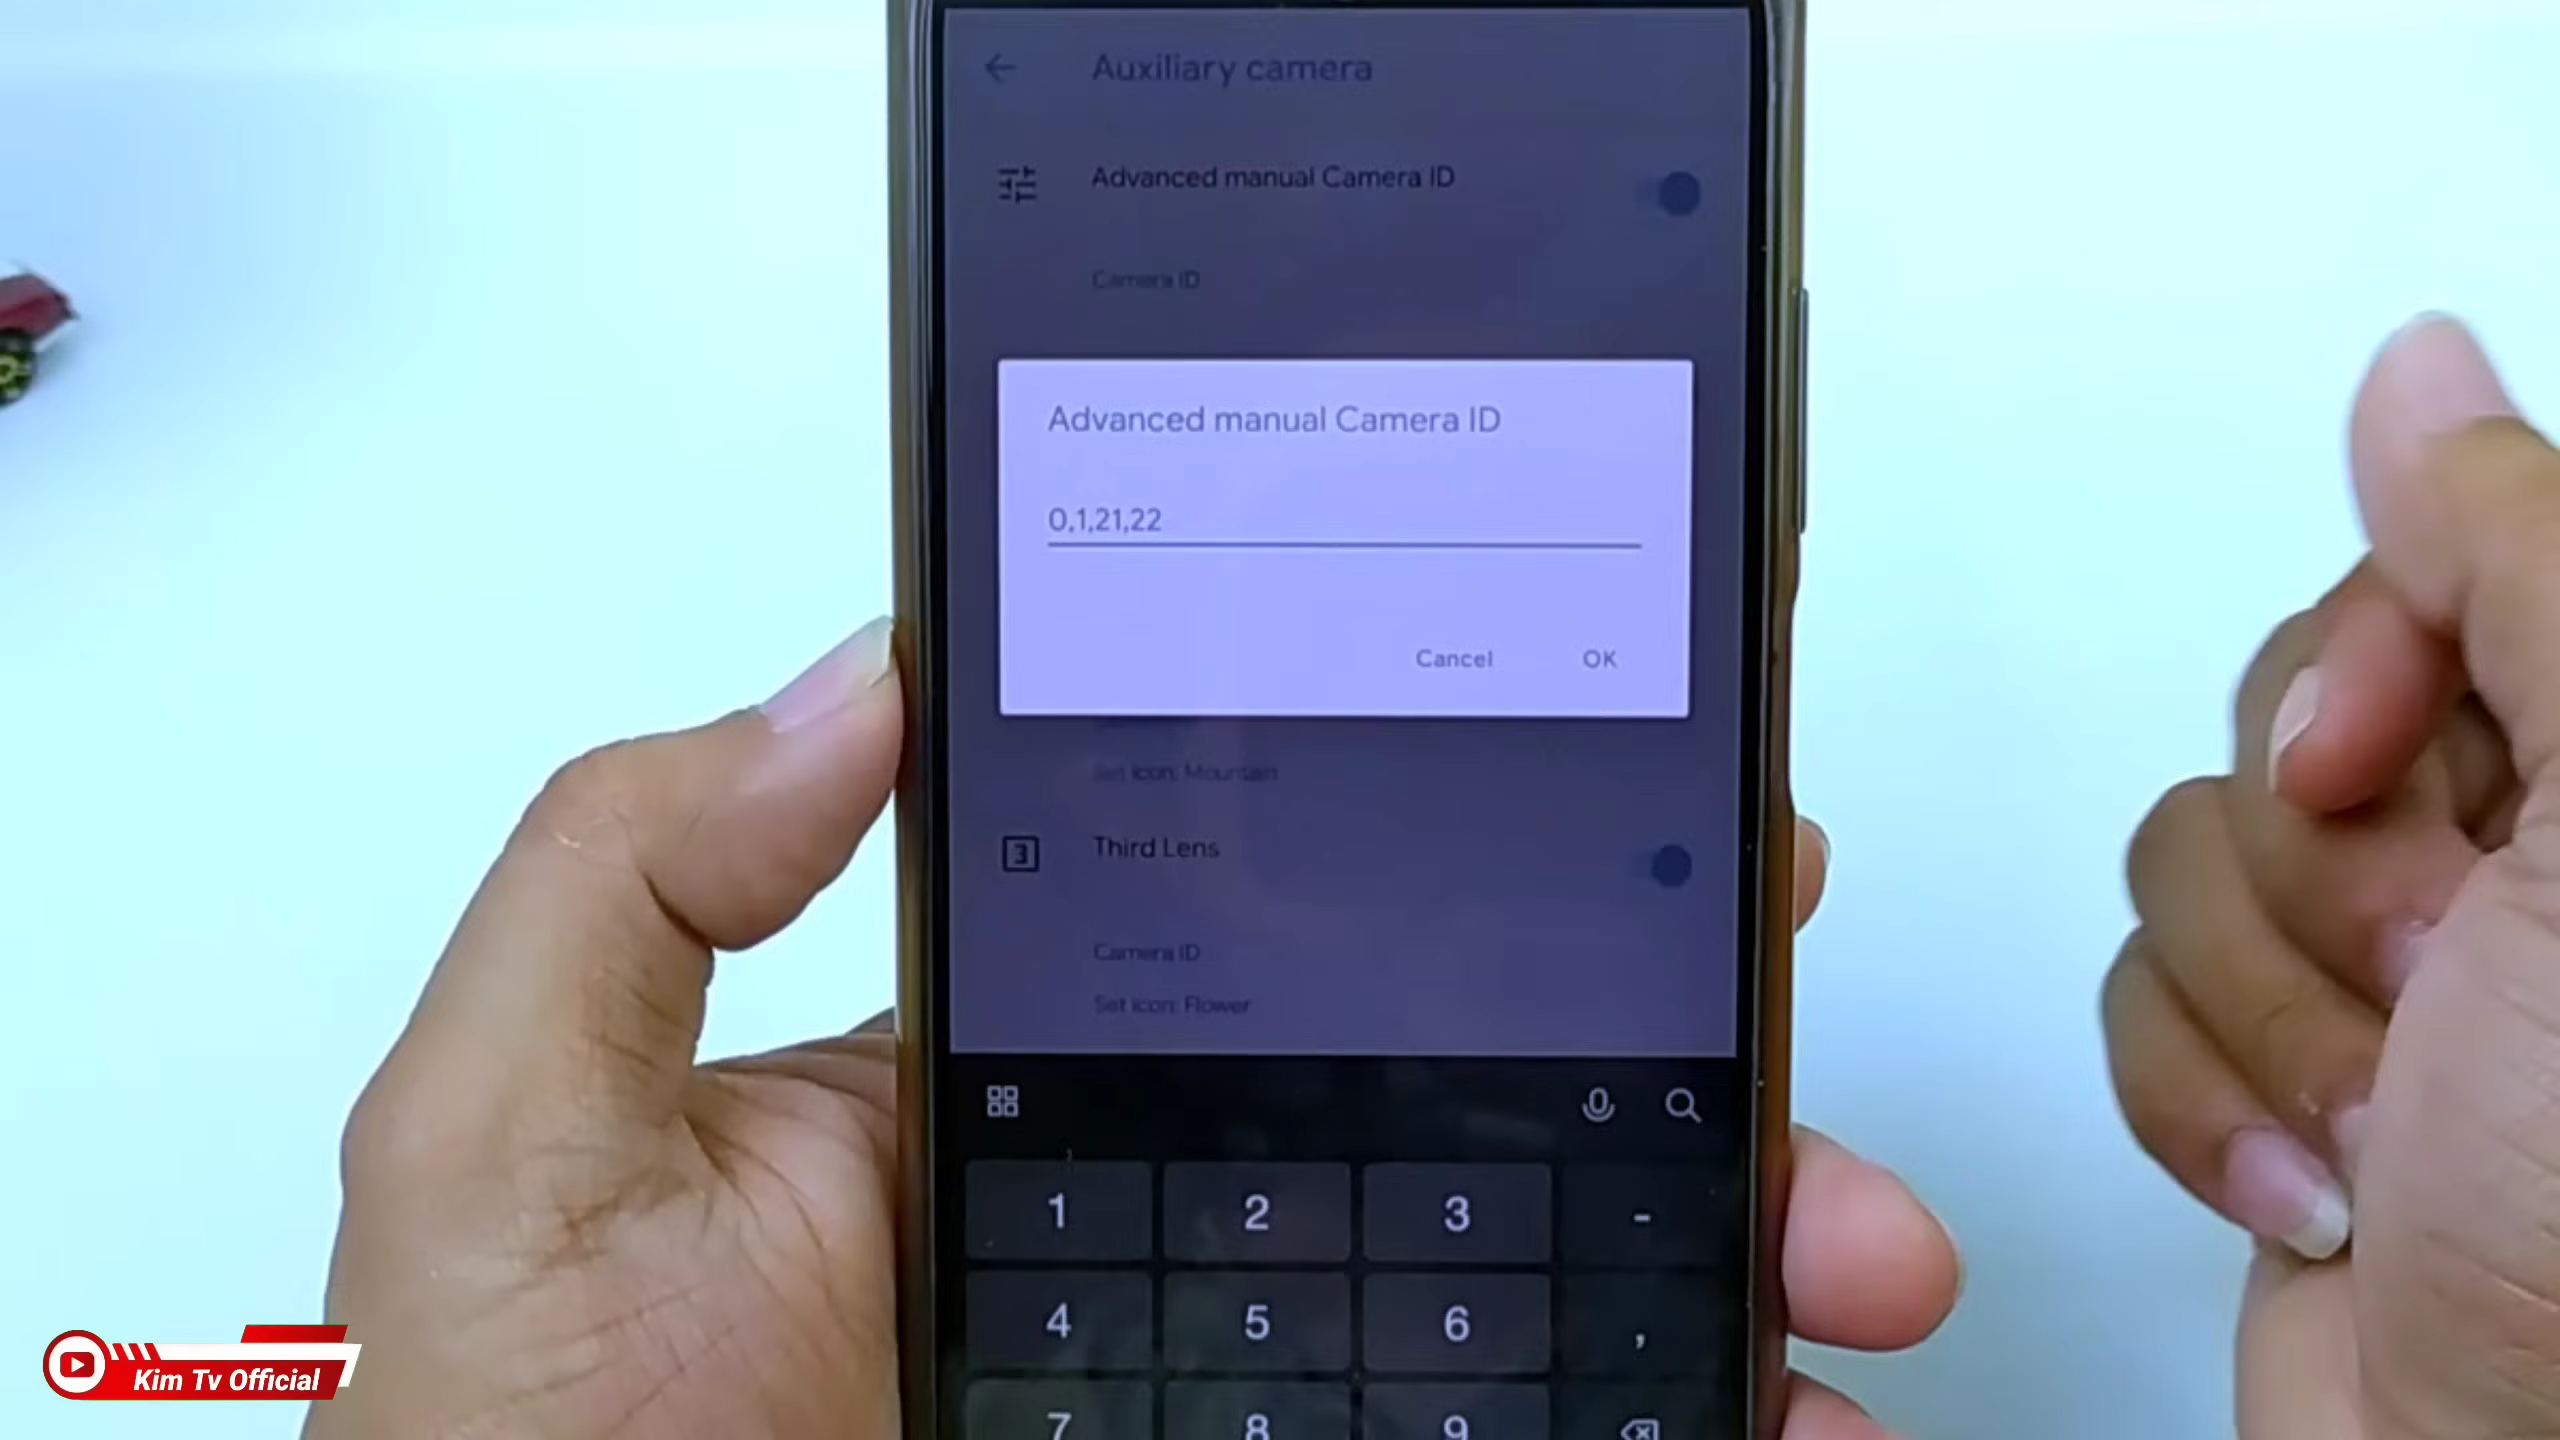 Auxiliary camera
Advanced manual Camera ID
Camera ID
Advanced manual Camera ID
0,1,21,22
Cancel OK
Set Icon: Mountain
3 Third Lens
Camera ID
Set Icon: Flower
1 2 3 -
4 5 6 ,
7 8 9
Kim Tv Official